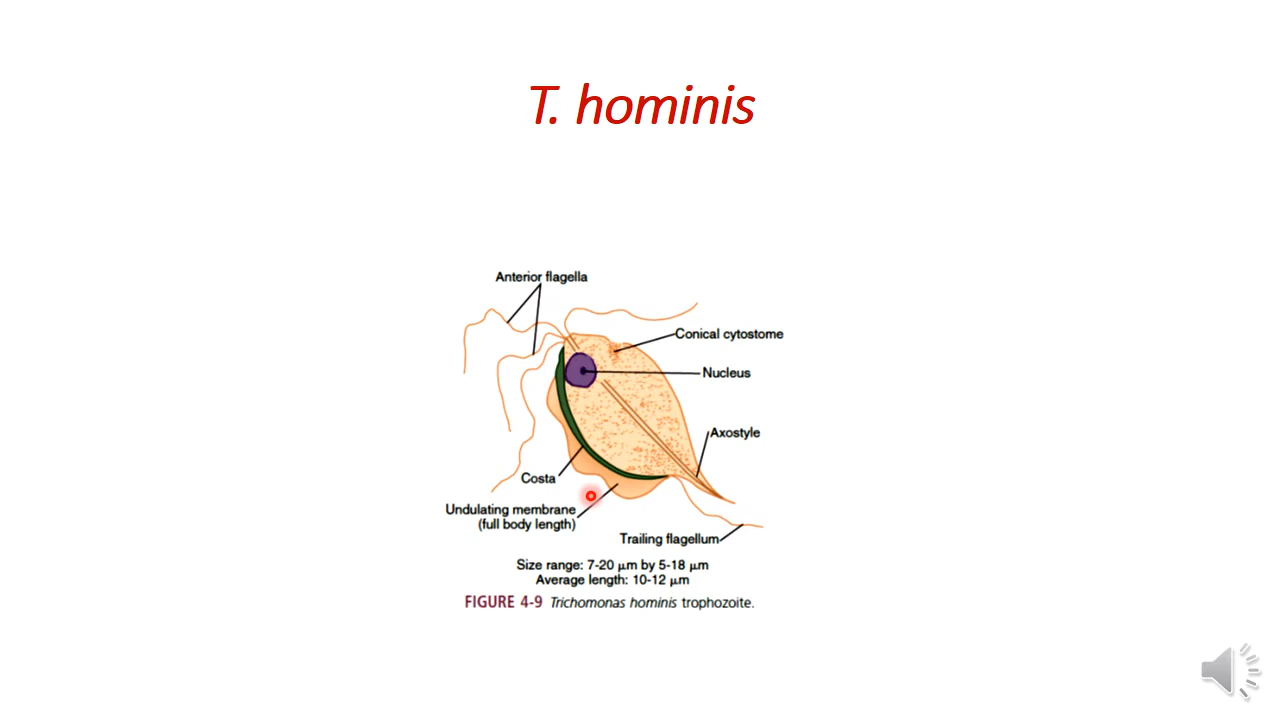 T. hominis
Anterior flagella
Conical cytostome
Nucleus
Axostyle
Costa
Undulating membrane
(full body length)
Trailing flagellum
Size range: 7-20 μm by 5-18 μm
Average length: 10-12 μm
FIGURE 4-9 Trichomonas hominis trophozoite.